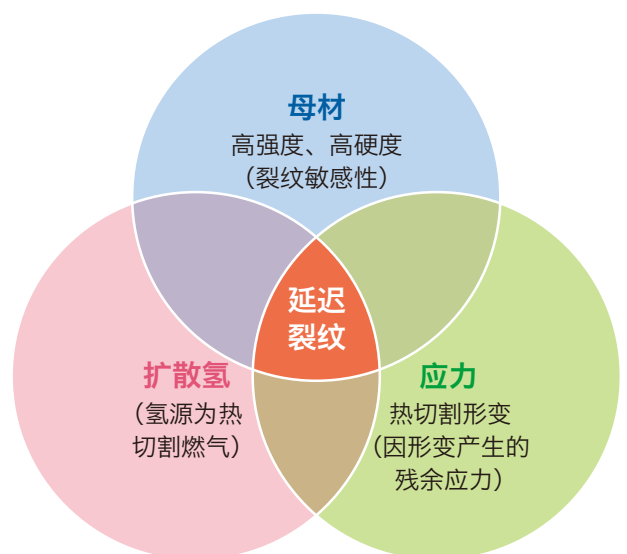 母材
高强度、高硬度
（裂纹敏感性）
延迟
裂纹
扩散氢
（氢源为热
切割燃气）
应力
热切割形变
（因形变产生的
残余应力）